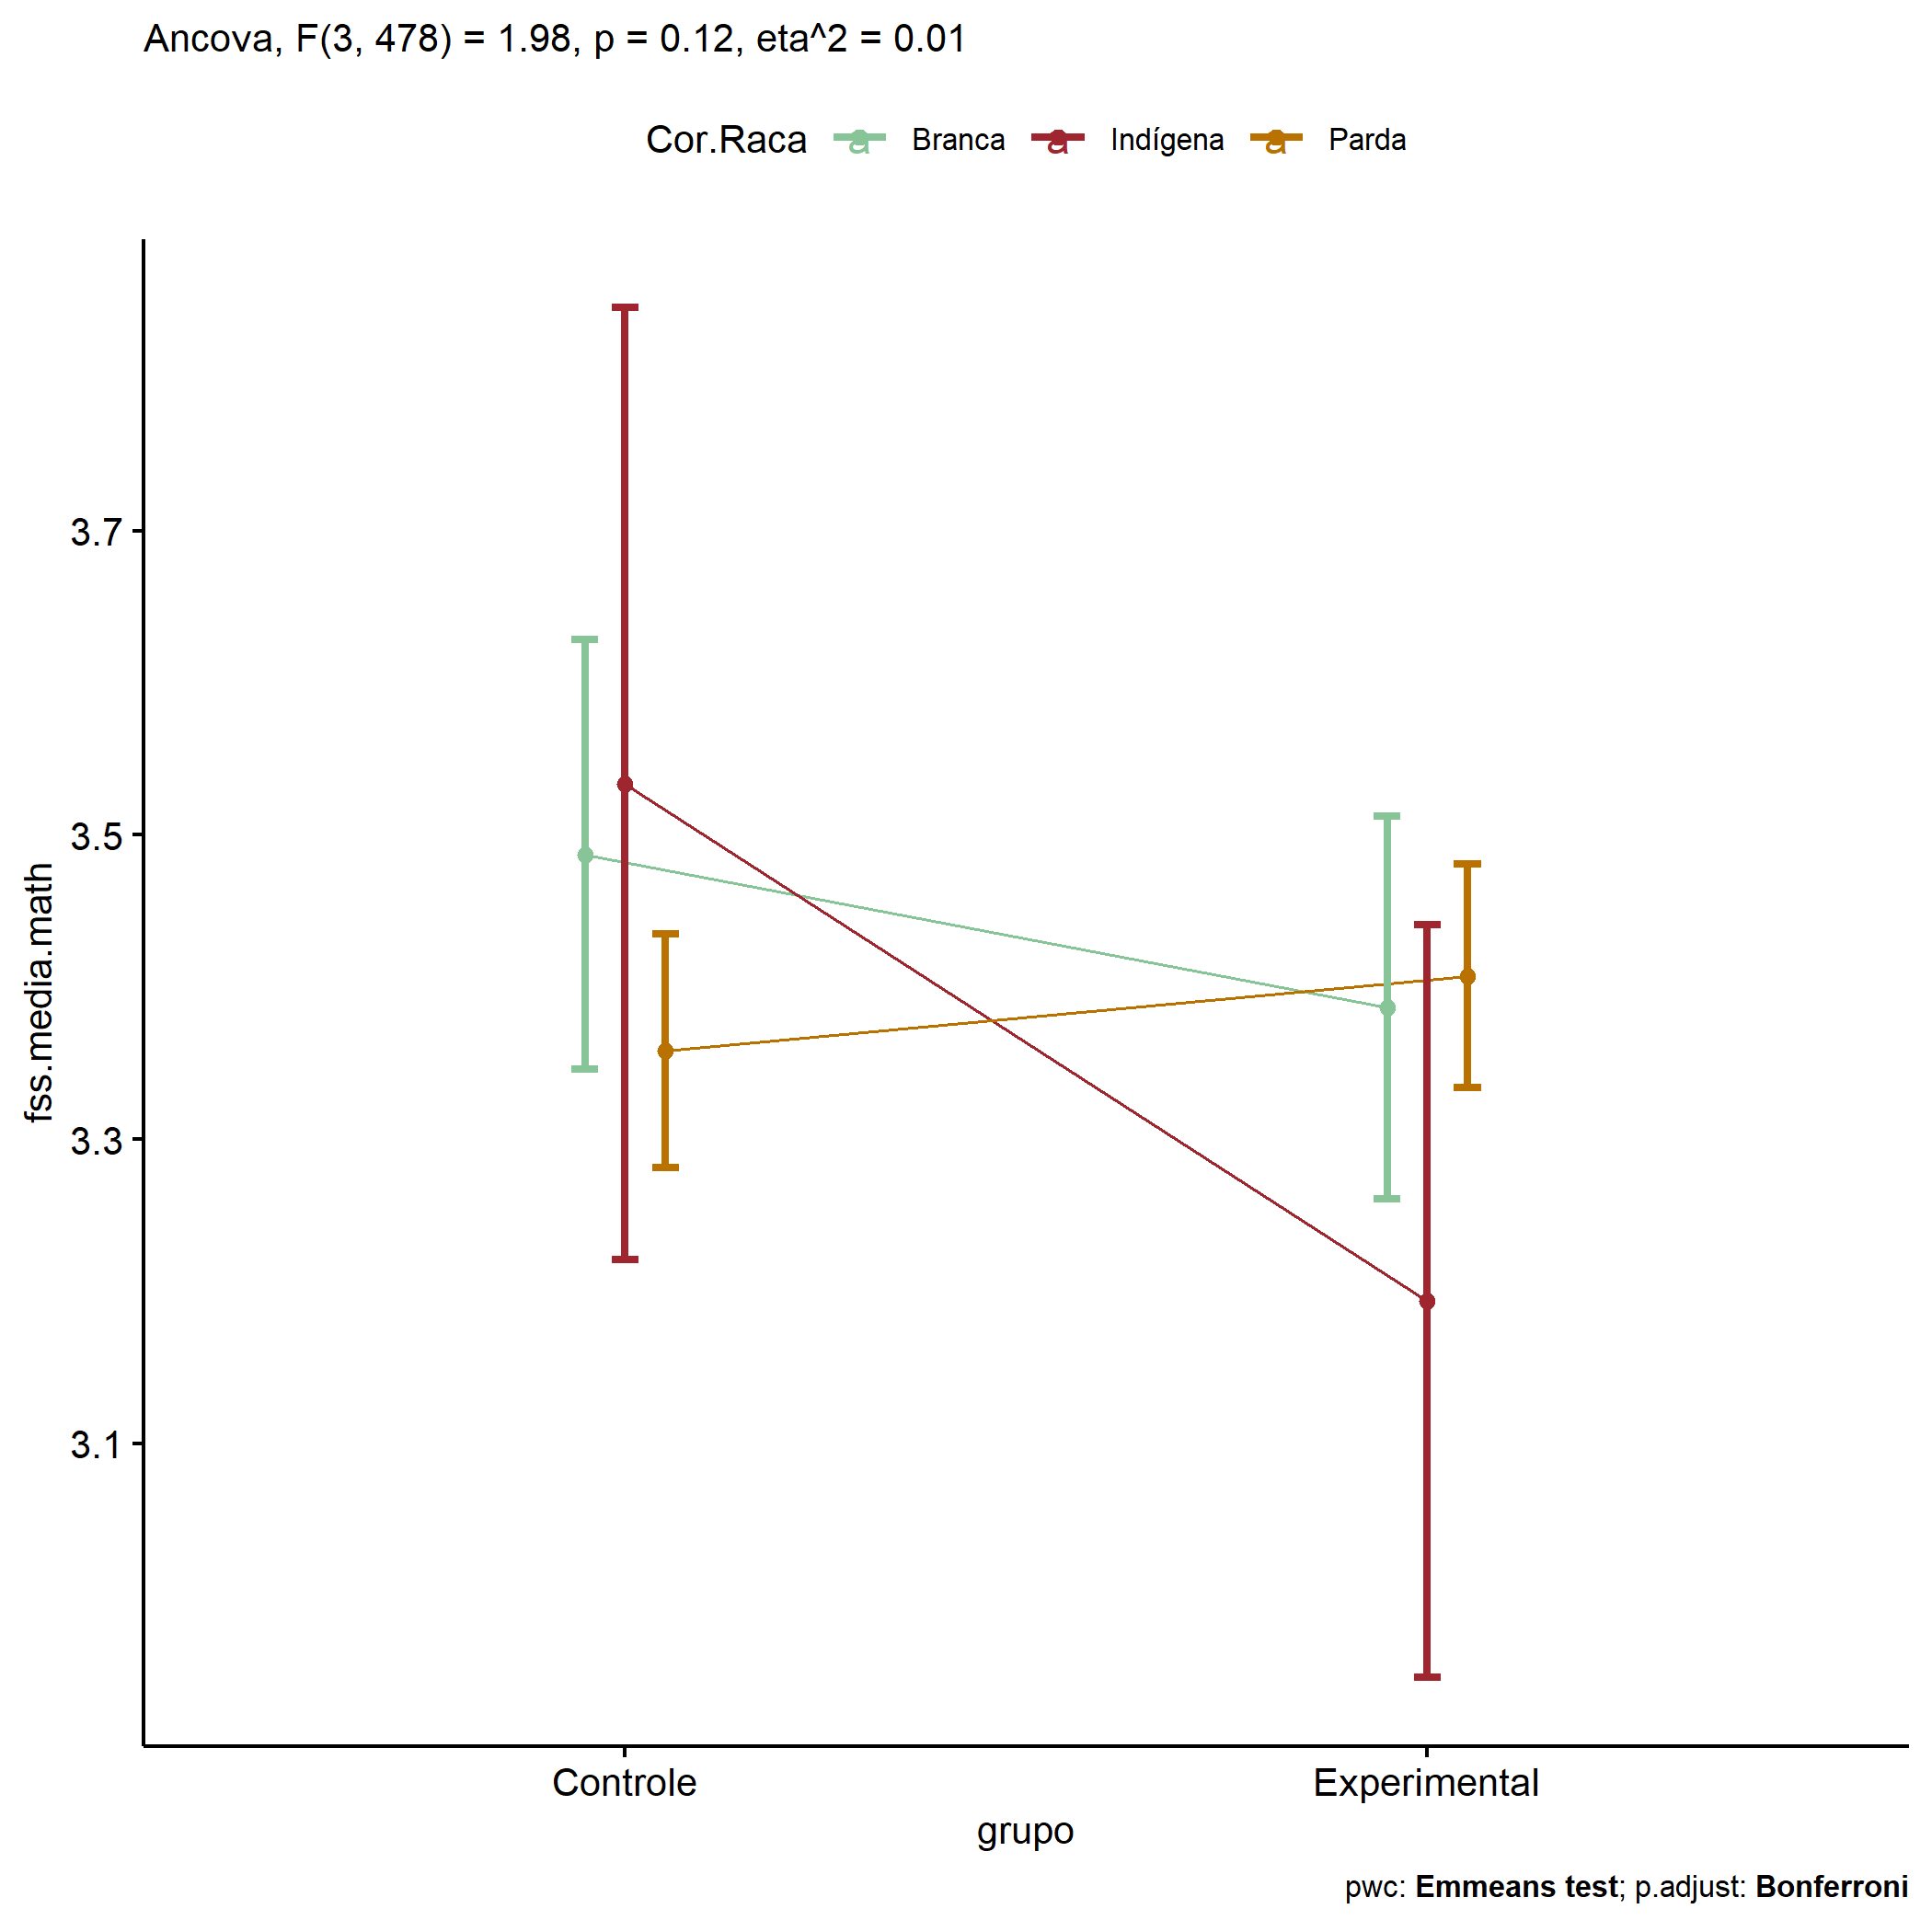 Ancova, F(3, 478) = 1.98, p = 0.12, eta^2 = 0.01
Cor.Raca a Branca a Indígena a Parda
fss.media.math
3.7
3.5
3.3
3.1
Controle Experimental
grupo
pwc: Emmeans test; p.adjust: Bonferroni